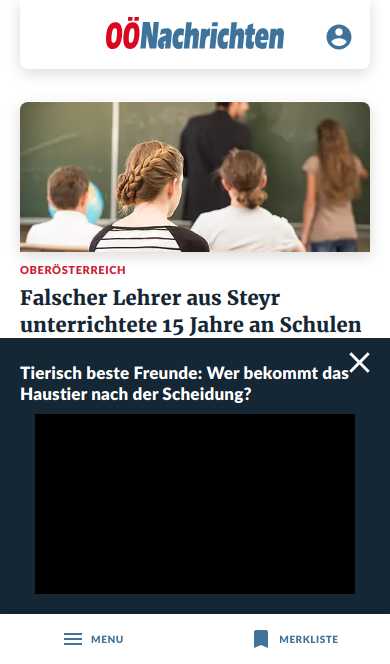 OÖNachrichten
OBERÖSTERREICH
Falscher Lehrer aus Steyr
unterrichtete 15 Jahre an Schulen
Tierisch beste Freunde: Wer bekommt das
Haustier nach der Scheidung?
MENU
MERKLISTE